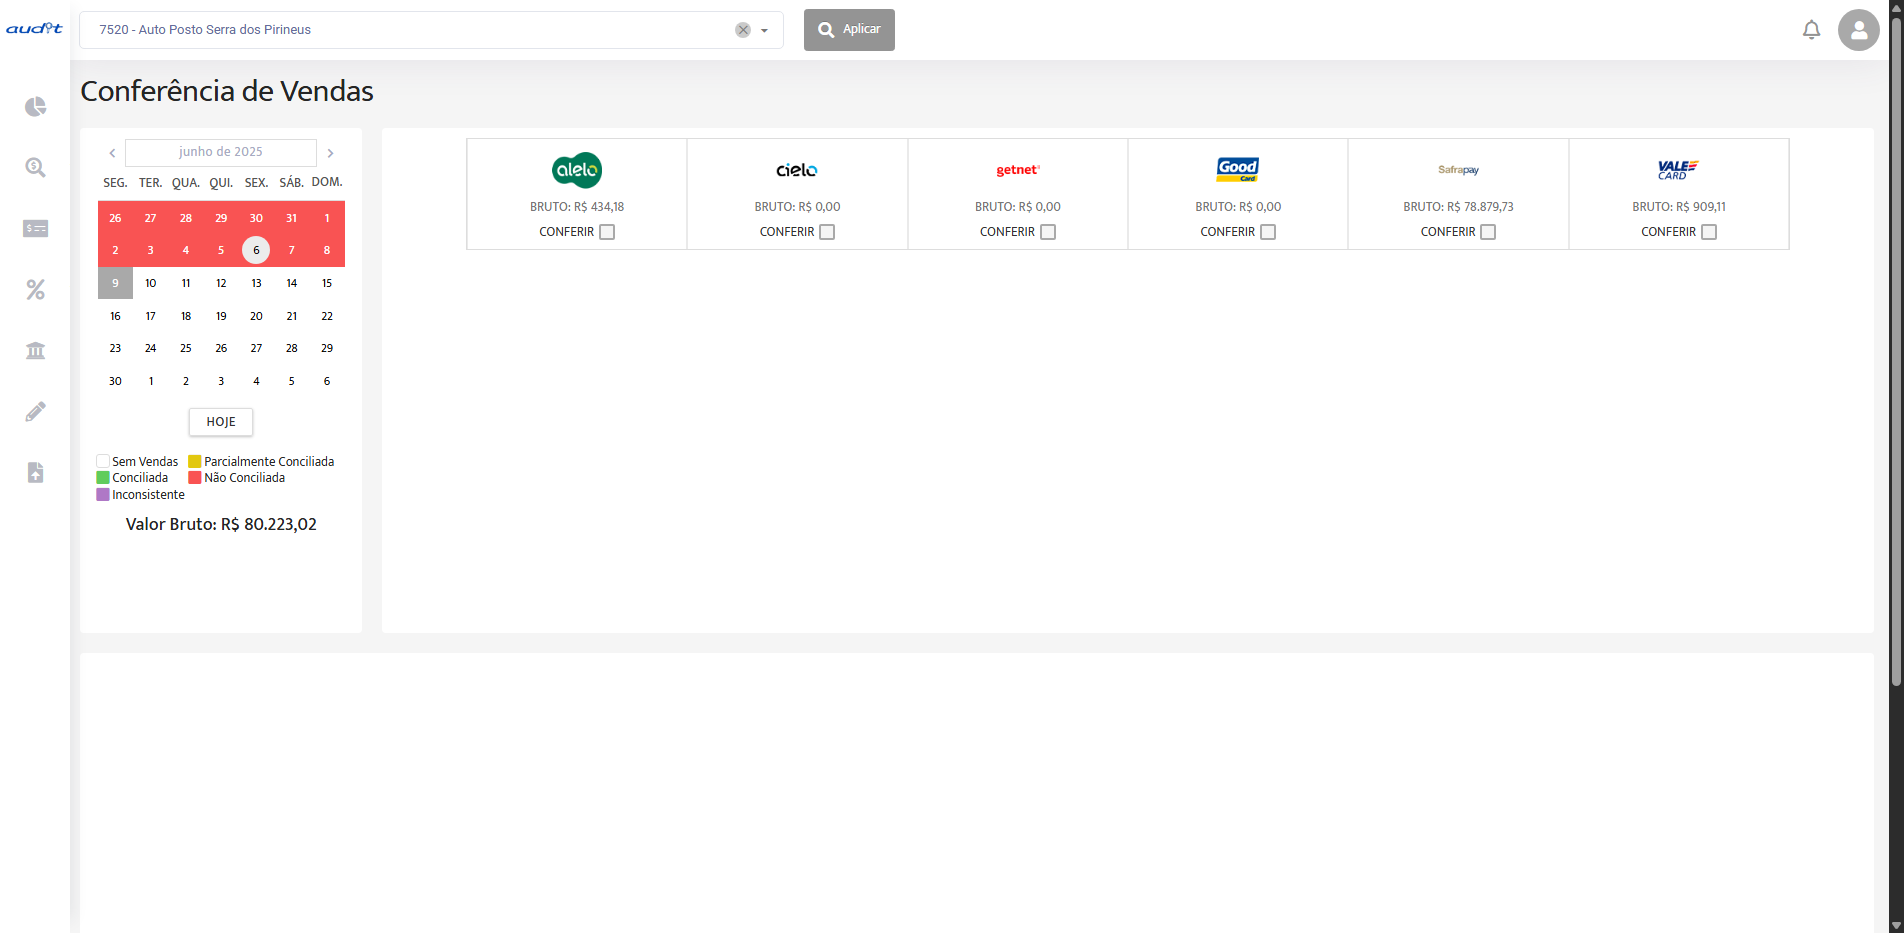 audit
7520 - Auto Posto Serra dos Pirineus
Aplicar
Conferência de Vendas
junho de 2025
SEG. TER. QUA. QUI. SEX. SÁB. DOM.
26 27 28 29 30 31 1
2 3 4 5 6 7 8
9 10 11 12 13 14 15
16 17 18 19 20 21 22
23 24 25 26 27 28 29
30 1 2 3 4 5 6
HOJE
Sem Vendas Parcialmente Conciliada
Conciliada Não Conciliada
Inconsistente
Valor Bruto: R$ 80.223,02
alelo
BRUTO: R$ 434,18
CONFERIR
cielo
BRUTO: R$ 0,00
CONFERIR
getnet
BRUTO: R$ 0,00
CONFERIR
Good
Card
BRUTO: R$ 0,00
CONFERIR
Safrapay
BRUTO: R$ 78.879,73
CONFERIR
VALE
CARD
BRUTO: R$ 909,11
CONFERIR